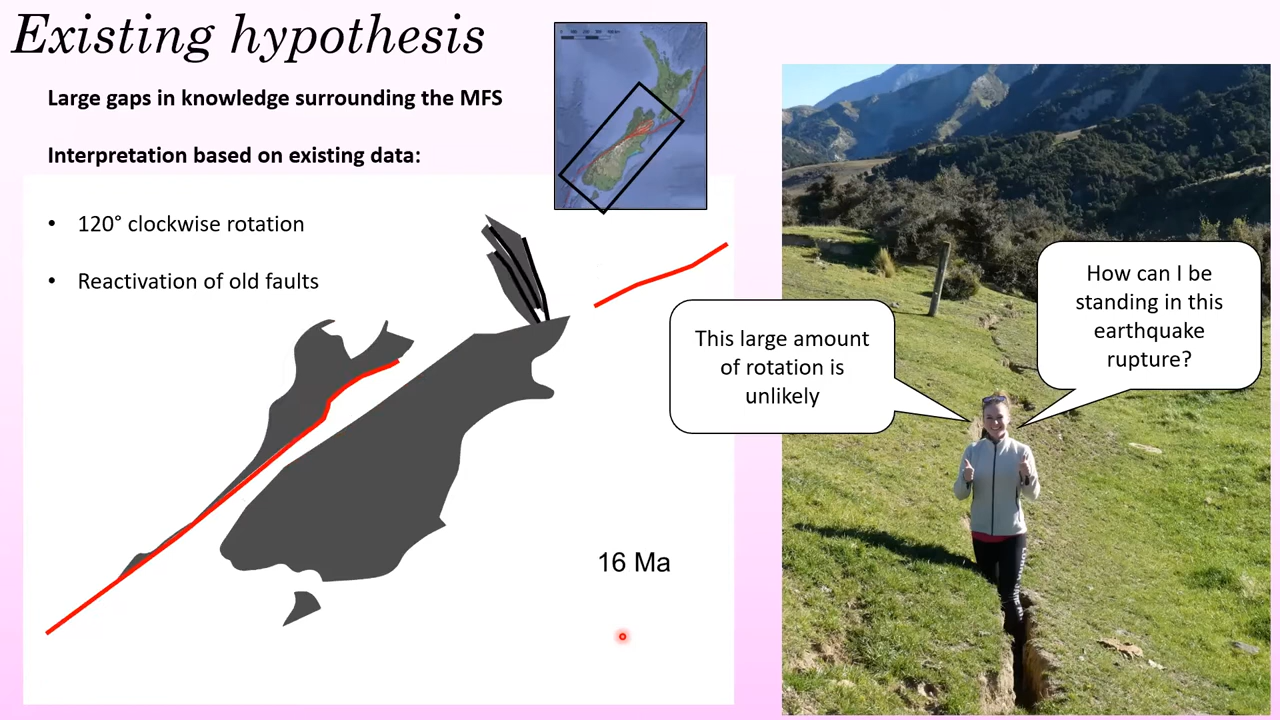 Existing hypothesis
Large gaps in knowledge surrounding the MFS
Interpretation based on existing data:
• 120° clockwise rotation
• Reactivation of old faults
16 Ma
This large amount
of rotation is
unlikely
How can I be
standing in this
earthquake
rupture?